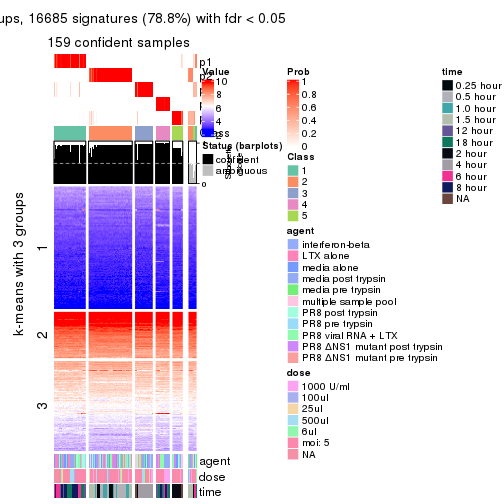 ups, 16685 signatures (78.8%) with fdr < 0.05
159 confident samples
p1
p2
Class
k-means with 3 groups
1
2
3
agent
dose
time
Value
10
8
6
4
2
0
Status (barplots)
confident
ambiguous
0
Prob
1
0.8
0.6
0.4
0.2
0
Class
1
2
3
4
5
agent
interferon-beta
LTX alone
media alone
media post trypsin
media pre trypsin
multiple sample pool
PR8 post trypsin
PR8 pre trypsin
PR8 viral RNA + LTX
PR8 ΔNS1 mutant post trypsin
PR8 ΔNS1 mutant pre trypsin
dose
1000 U/ml
100ul
25ul
500ul
6ul
moi: 5
NA
time
0.25 hour
0.5 hour
1.0 hour
1.5 hour
12 hour
18 hour
2 hour
4 hour
6 hour
8 hour
NA